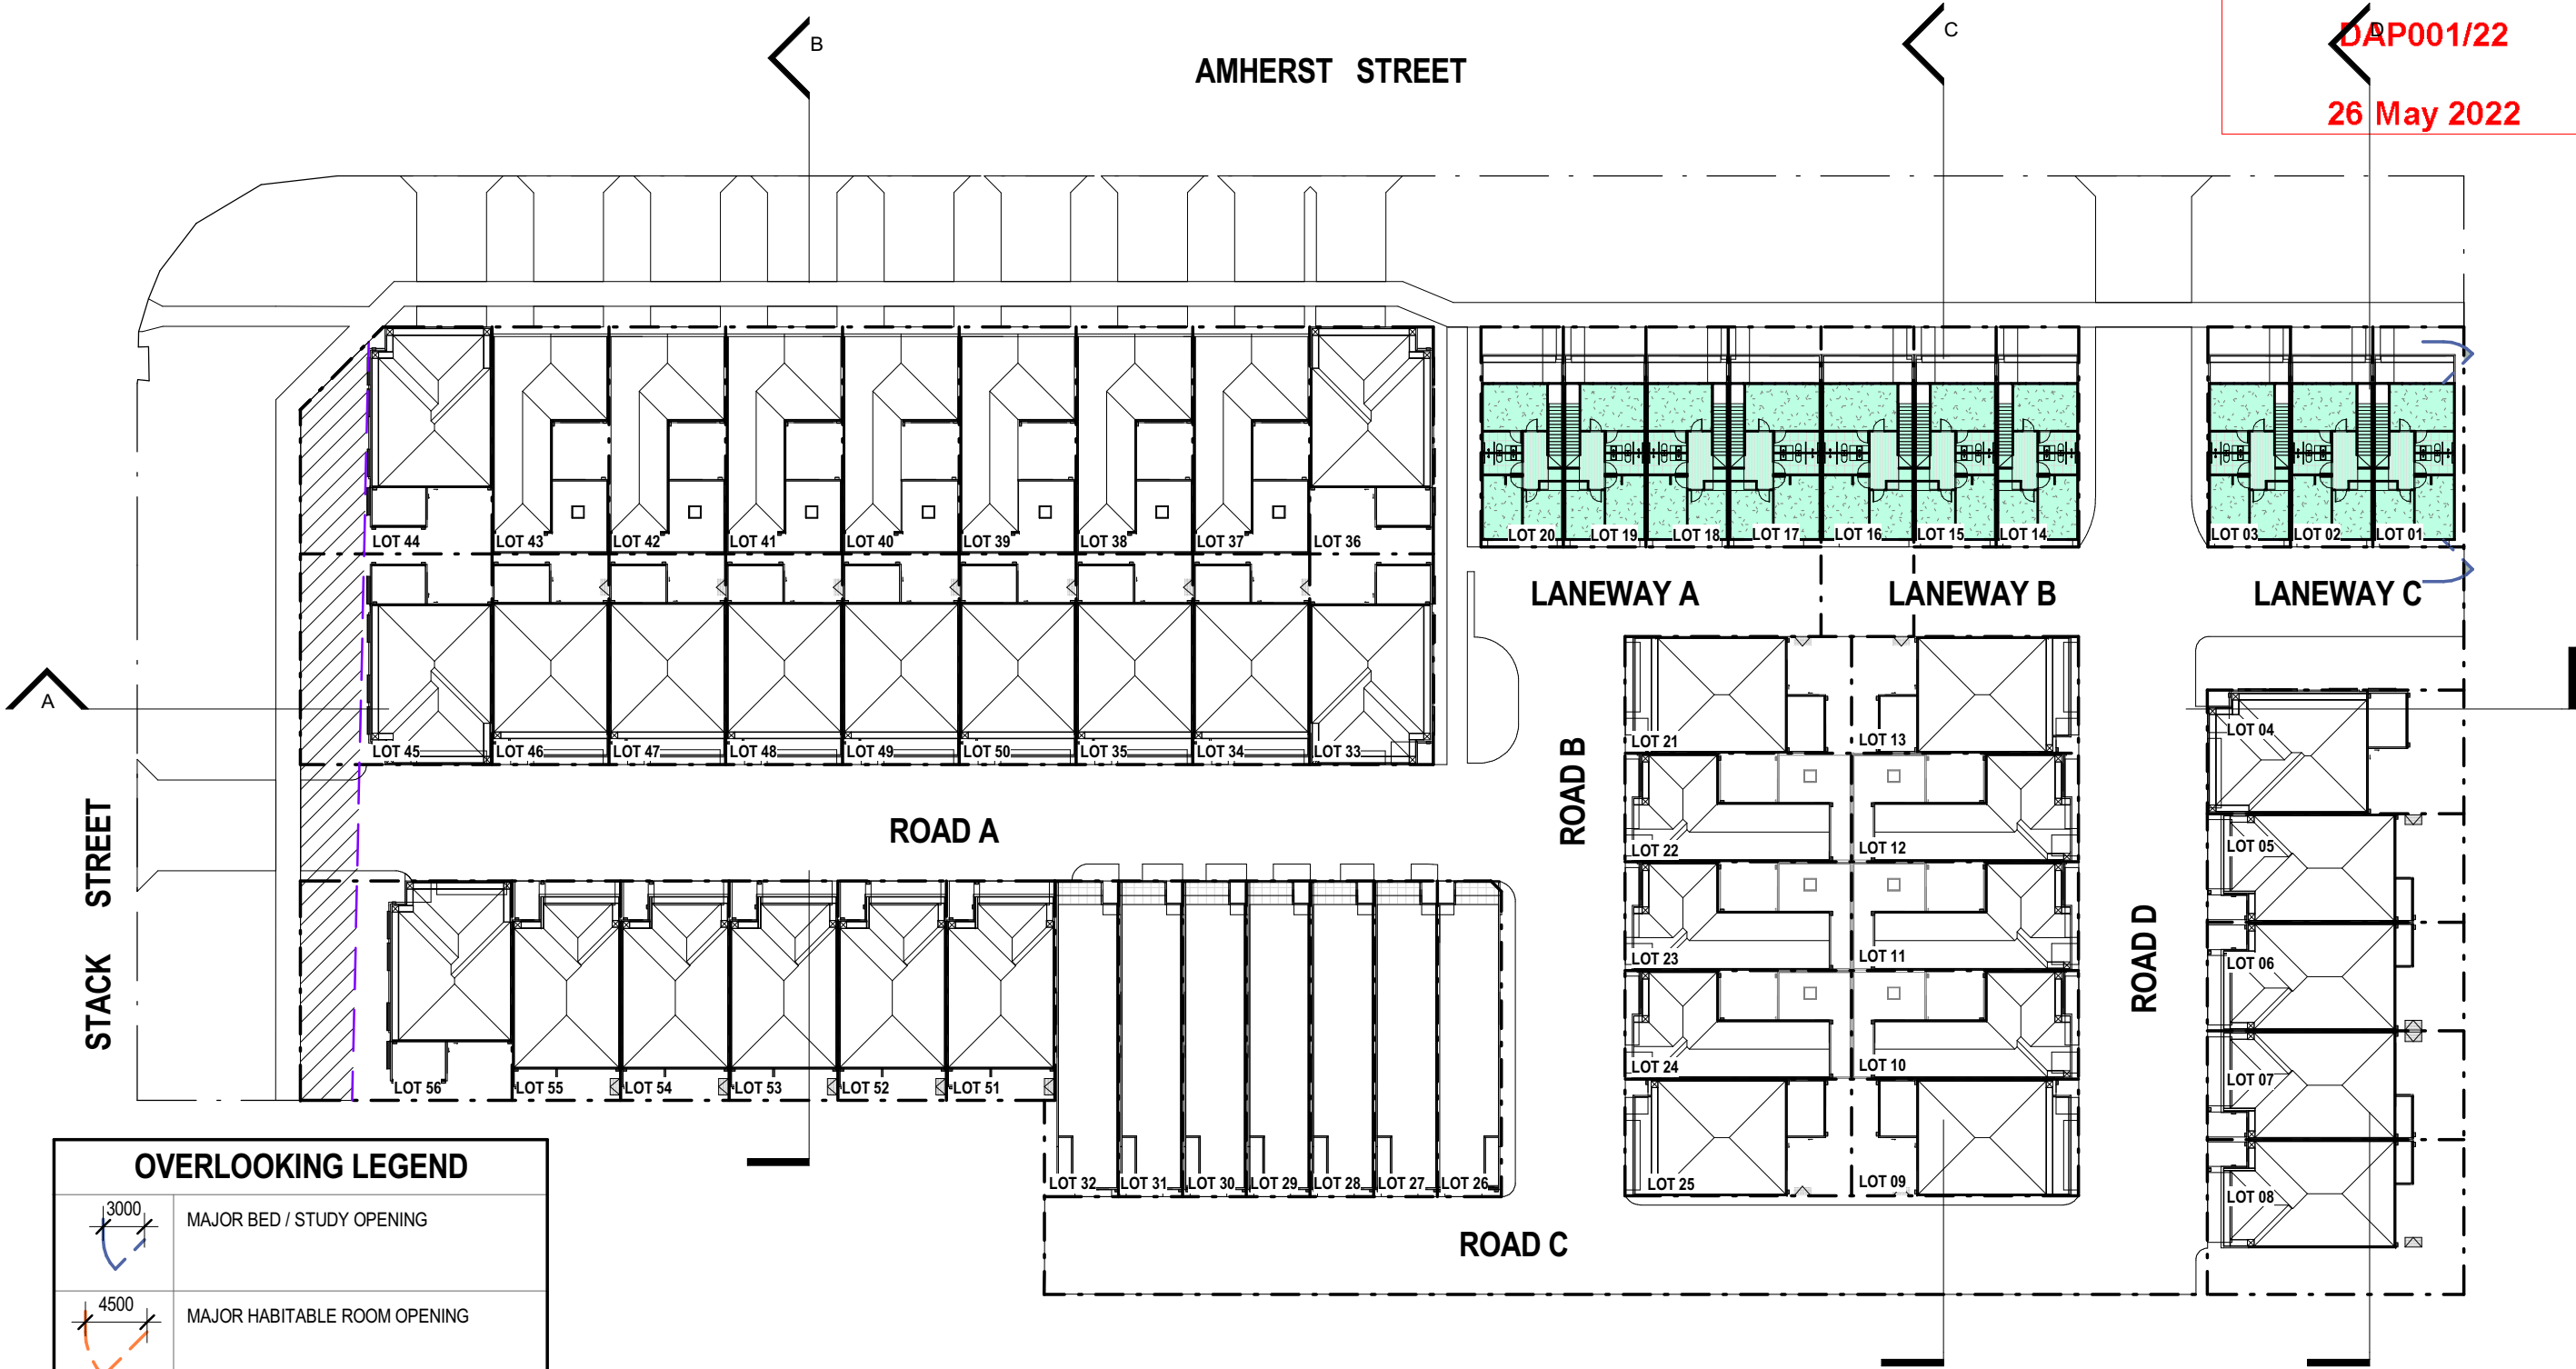 B
AMHERST STREET
C
D
DAP001/22
26 May 2022
LOT 44
LOT 43
LOT 42
LOT 41
LOT 40
LOT 39
LOT 38
LOT 37
LOT 36
LOT 20
LOT 19
LOT 18
LOT 17
LOT 16
LOT 15
LOT 14
LOT 03
LOT 02
LOT 01
LANEWAY A
LANEWAY B
LANEWAY C
A
LOT 45
LOT 46
LOT 47
LOT 48
LOT 49
LOT 50
LOT 35
LOT 34
LOT 33
LOT 21
LOT 13
LOT 04
STACK STREET
ROAD A
ROAD B
LOT 22
LOT 12
LOT 05
LOT 23
LOT 11
ROAD D
LOT 06
LOT 24
LOT 10
LOT 07
LOT 56
LOT 55
LOT 54
LOT 53
LOT 52
LOT 51
LOT 32
LOT 31
LOT 30
LOT 29
LOT 28
LOT 27
LOT 26
LOT 25
LOT 09
LOT 08
ROAD C
OVERLOOKING LEGEND
3000
MAJOR BED / STUDY OPENING
4500
MAJOR HABITABLE ROOM OPENING